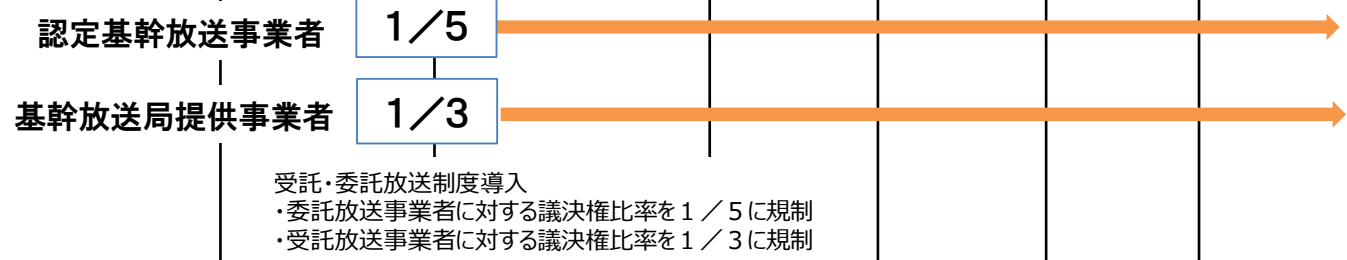 認定基幹放送事業者 1／5
基幹放送局提供事業者 1／3
受託・委託放送制度導入
・委託放送事業者に対する議決権比率を１／５に規制
・受託放送事業者に対する議決権比率を１／３に規制